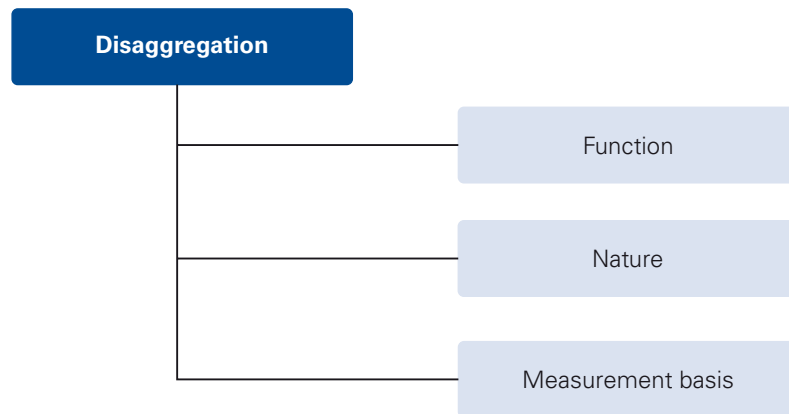 Disaggregation
Function
Nature
Measurement basis